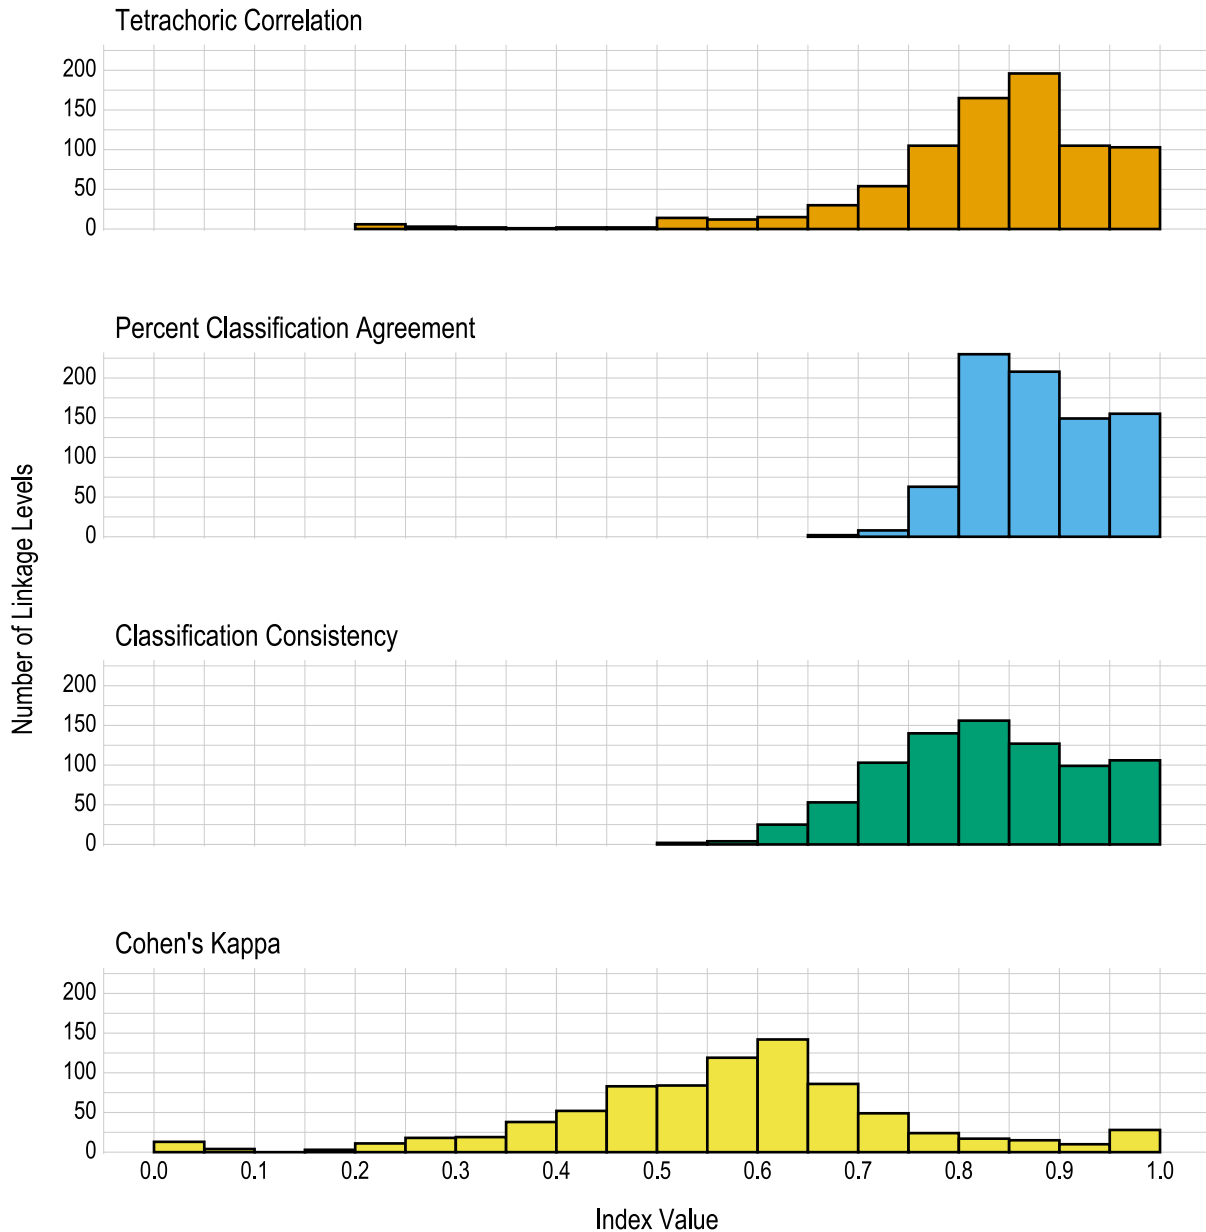 Tetrachoric Correlation
200
150
100
50
0
Percent Classification Agreement
200
150
100
50
0
Number of Linkage Levels
Classification Consistency
200
150
100
50
0
Cohen's Kappa
200
150
100
50
0
0.0 0.1 0.2 0.3 0.4 0.5 0.6 0.7 0.8 0.9 1.0
Index Value